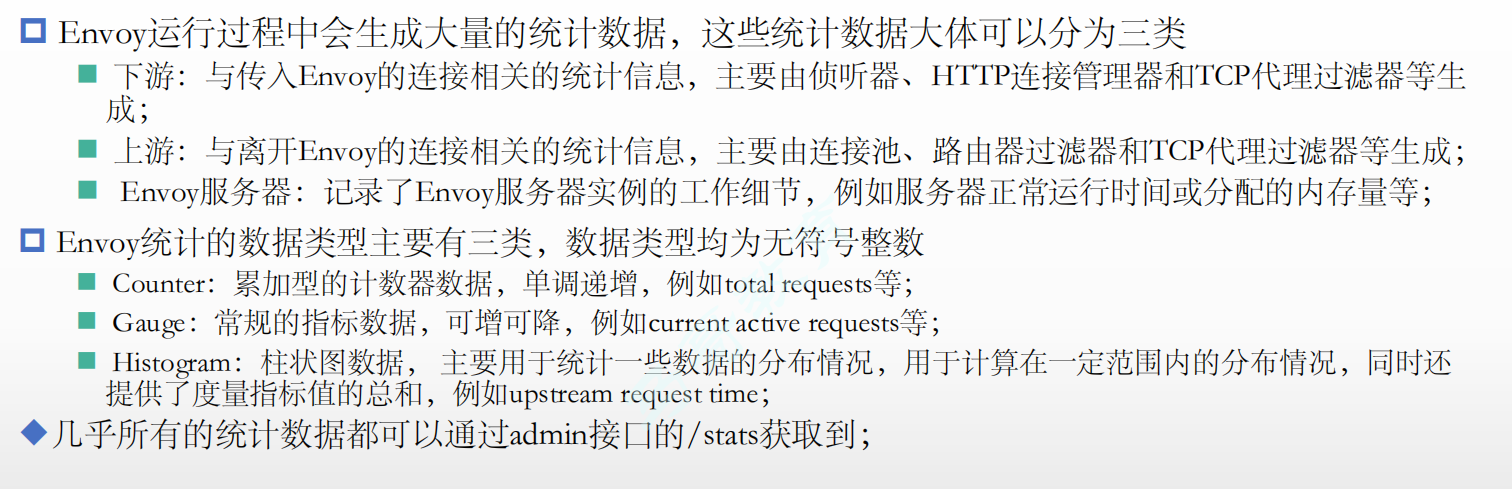 Envoy运行过程中会生成大量的统计数据，这些统计数据大体可以分为三类
下游：与传入Envoy的连接相关的统计信息，主要由侦听器、HTTP连接管理器和TCP代理过滤器等生
成；
上游：与离开Envoy的连接相关的统计信息，主要由连接池、路由器过滤器和TCP代理过滤器等生成；
Envoy服务器：记录了Envoy服务器实例的工作细节，例如服务器正常运行时间或分配的内存量等；
Envoy统计的数据类型主要有三类，数据类型均为无符号整数
Counter：累加型的计数器数据，单调递增，例如total requests等；
Gauge：常规的指标数据，可增可降，例如current active requests等；
Histogram：柱状图数据， 主要用于统计一些数据的分布情况，用于计算在一定范围内的分布情况，同时还
提供了度量指标值的总和，例如upstream request time；
几乎所有的统计数据都可以通过admin接口的/stats获取到；